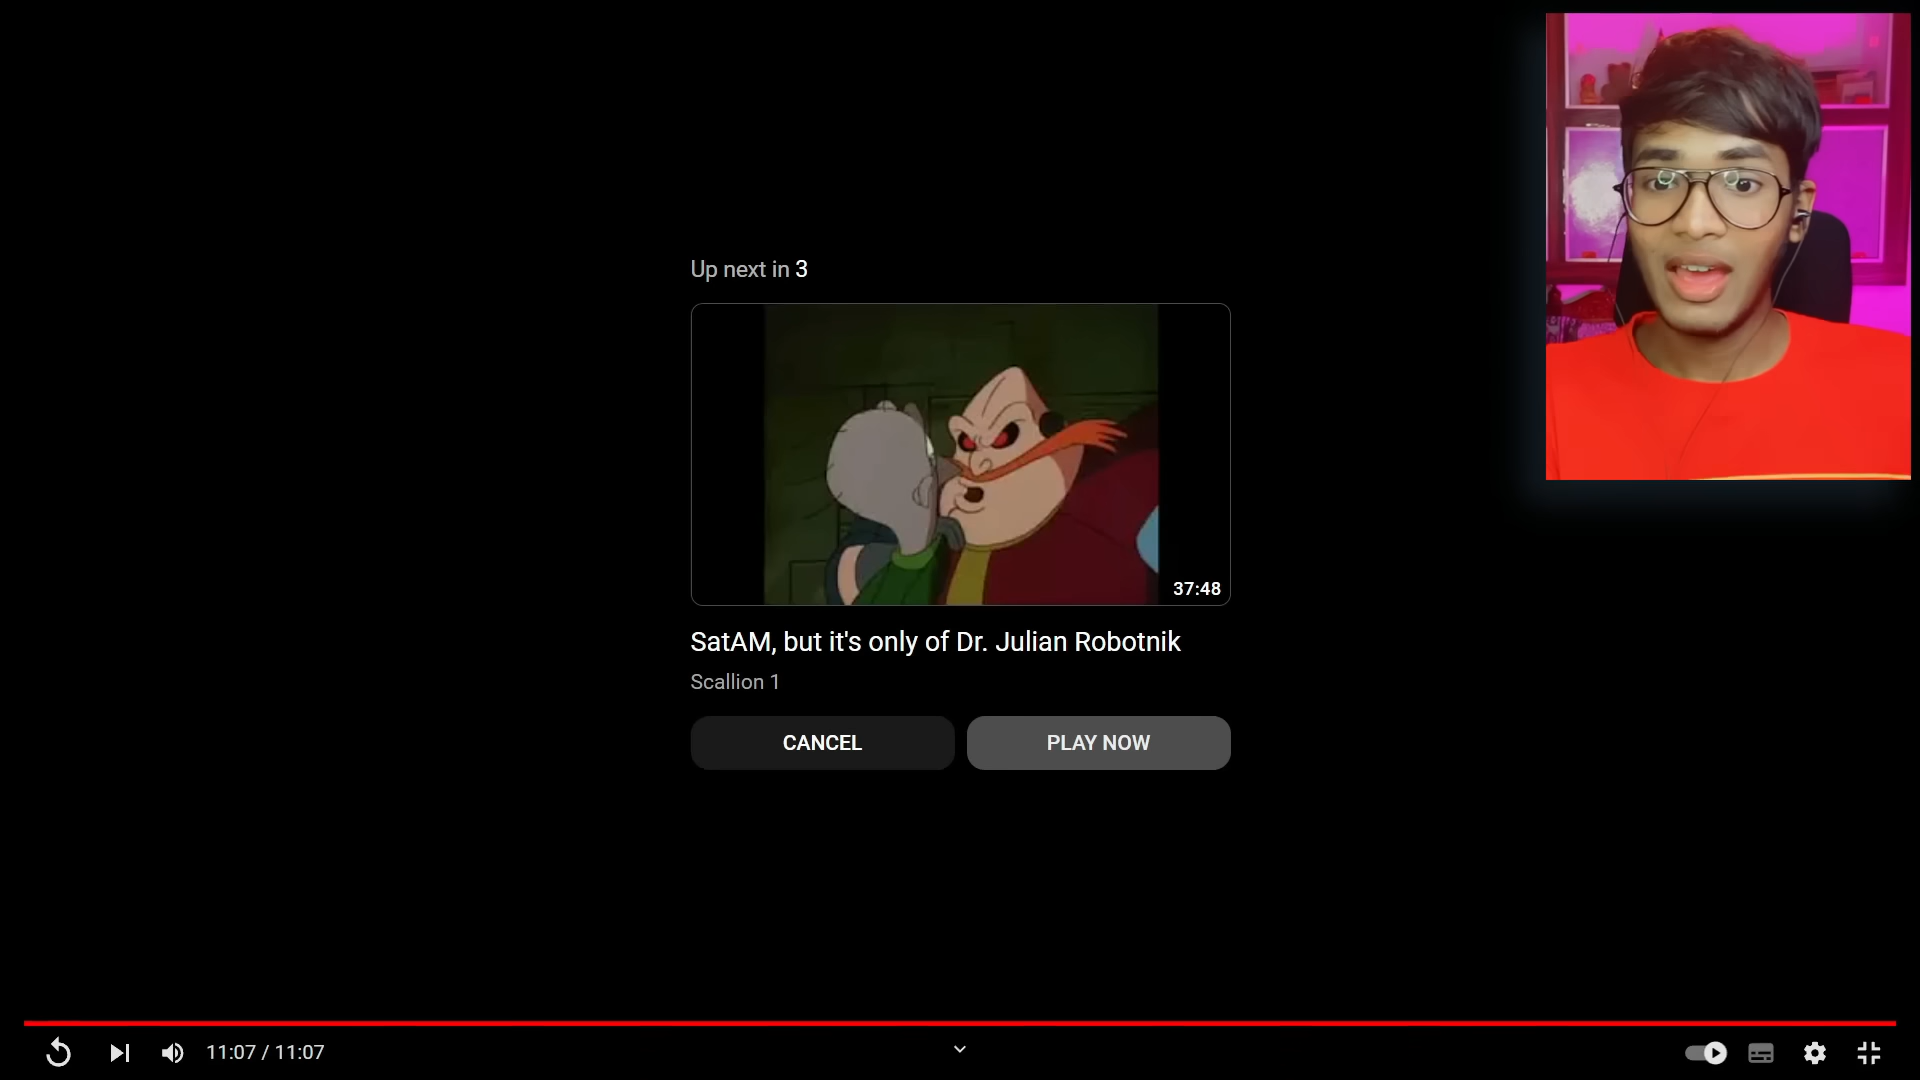 Up next in 3
37:48
SatAM, but it's only of Dr. Julian Robotnik
Scallion 1
CANCEL
PLAY NOW
11:07 / 11:07